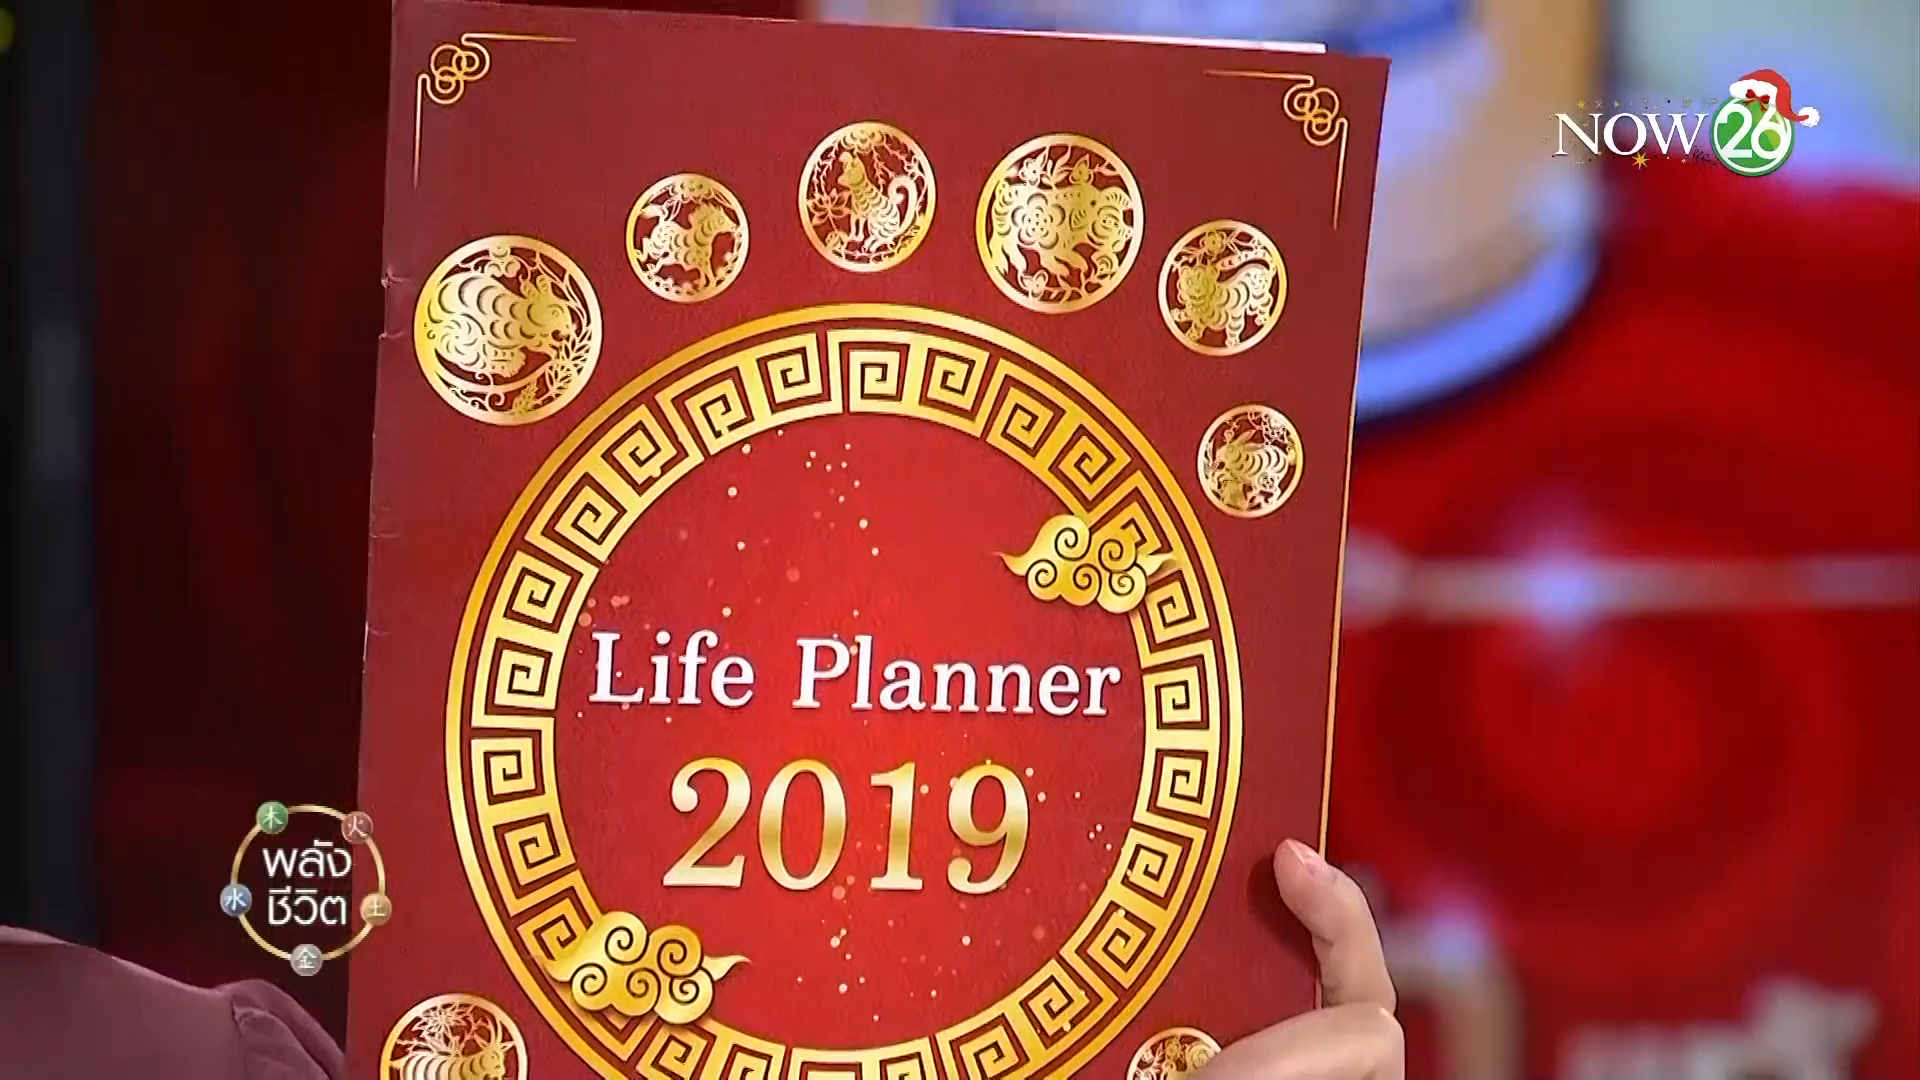 NOW26
Life Planner
2019
木
火
พลัง
ชีวิต
水
土
金